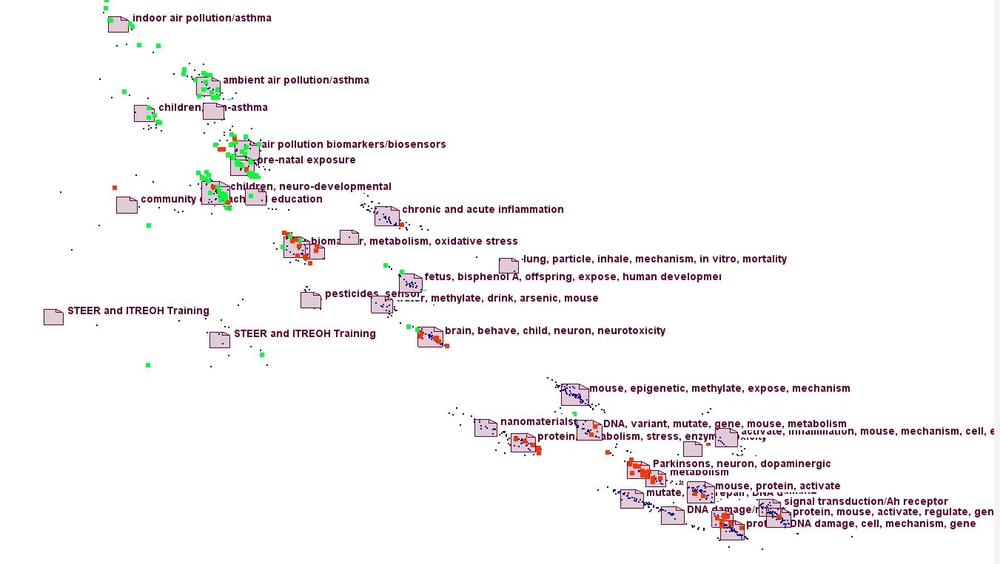 indoor air pollution/asthma
ambient air pollution/asthma
children, n-asthma
air pollution biomarkers/biosensors
pre-natal exposure
children, neuro-developmental
community education
chronic and acute inflammation
metabolism, oxidative stress
lung, particle, inhale, mechanism, in vitro, mortality
fetus, bisphenol A, offspring, expose, human
pesticides, sensor
methylate, drink, arsenic, mouse
STEER and ITREOH Training
brain, behave, child, neuron, neurotoxicity
STEER and ITREOH Training
mouse, epigenetic, methylate, expose, mechanism
nanomaterials
DNA, variant, mutate, gene, mouse, metabolism
activate, inflammation, mouse, mechanism, cell,
protein, stress,
Parkinsons, neuron, dopaminergic
metabolism
mouse, protein, activate
mutate, repair, DNA
signal transduction/Ah receptor
DNA
protein, mouse, activate, regulate,
DNA damage, cell, mechanism, gene